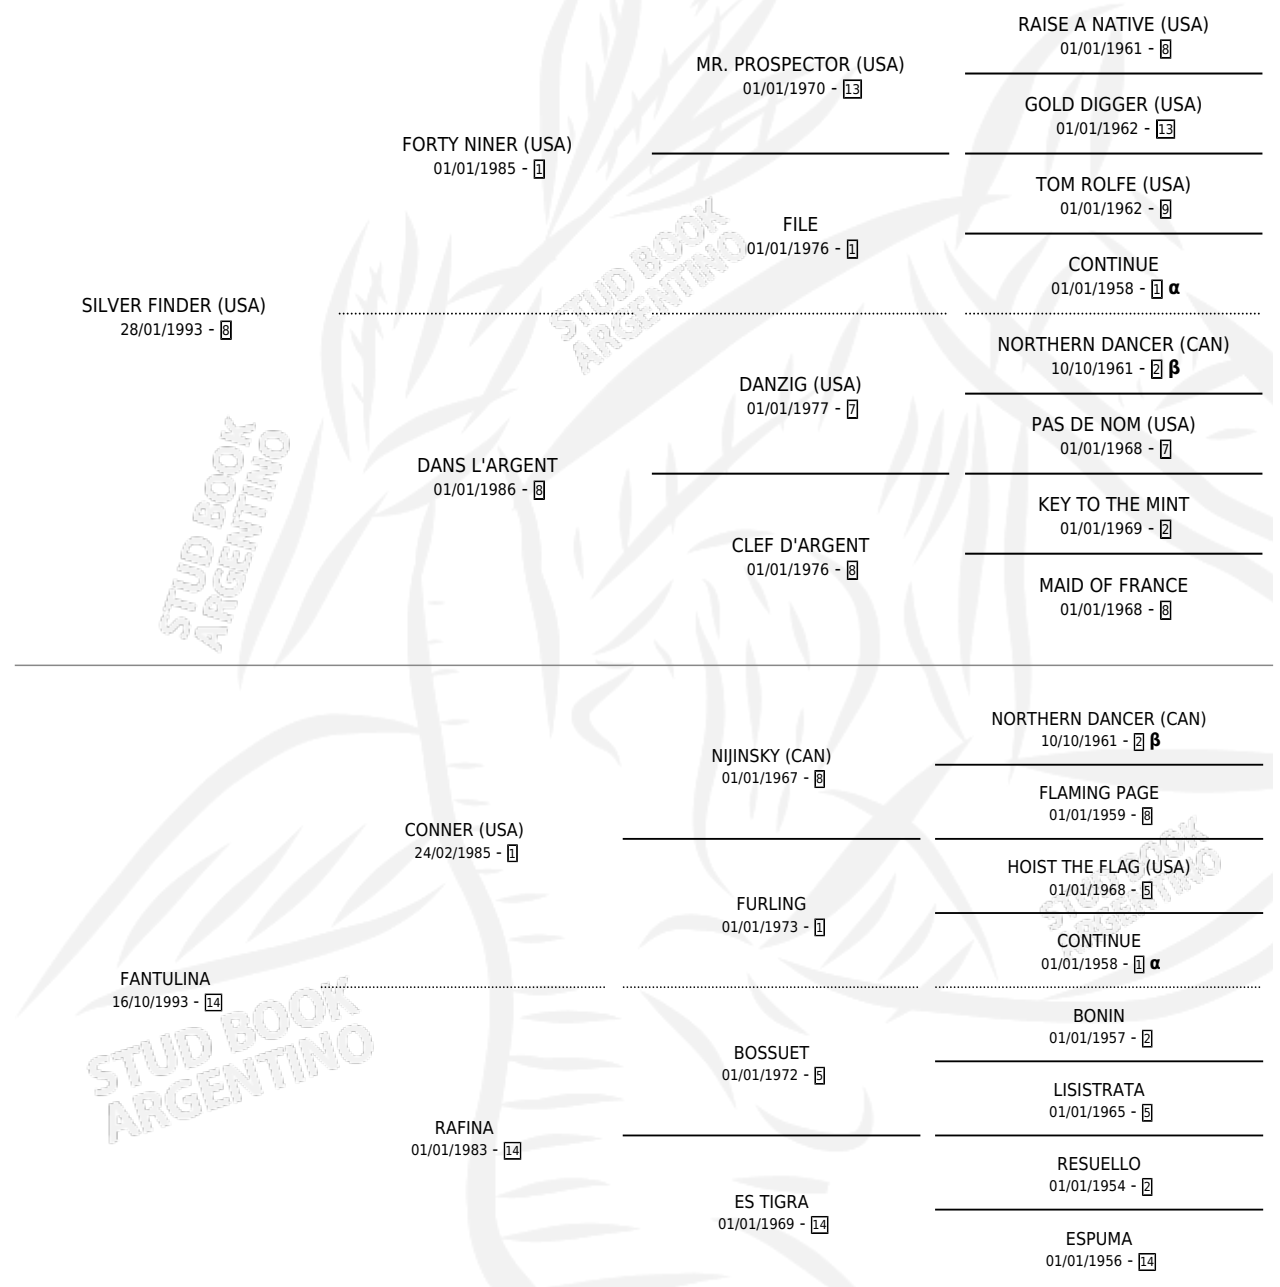 RAISE A NATIVE (USA)
01/01/1961 - 8
MR. PROSPECTOR (USA)
01/01/1970 - 13
GOLD DIGGER (USA)
01/01/1962 - 13
FORTY NINER (USA)
01/01/1985 - 1
TOM ROLFE (USA)
01/01/1962 - 9
FILE
01/01/1976 - 1
CONTINUE
01/01/1958 - 1 α
SILVER FINDER (USA)
28/01/1993 - 8
NORTHERN DANCER (CAN)
10/10/1961 - 2 β
DANZIG (USA)
01/01/1977 - 7
PAS DE NOM (USA)
01/01/1968 - 7
DANS L'ARGENT
01/01/1986 - 8
KEY TO THE MINT
01/01/1969 - 2
CLEF D'ARGENT
01/01/1976 - 8
MAID OF FRANCE
01/01/1968 - 8
NORTHERN DANCER (CAN)
10/10/1961 - 2 β
NIJINSKY (CAN)
01/01/1967 - 8
FLAMING PAGE
01/01/1959 - 8
CONNER (USA)
24/02/1985 - 1
HOIST THE FLAG (USA)
01/01/1968 - 5
FURLING
01/01/1973 - 1
CONTINUE
01/01/1958 - 1 α
FANTULINA
16/10/1993 - 14
BONIN
01/01/1957 - 2
BOSSUET
01/01/1972 - 5
LISISTRATA
01/01/1965 - 5
RAFINA
01/01/1983 - 14
RESUELLO
01/01/1954 - 2
ES TIGRA
01/01/1969 - 14
ESPUMA
01/01/1956 - 14
STUD BOOK
ARGENTINO
STUD BOOK
ARGENTINO
STUD BOOK
ARGENTINO
STUD BOOK
ARGENTINO